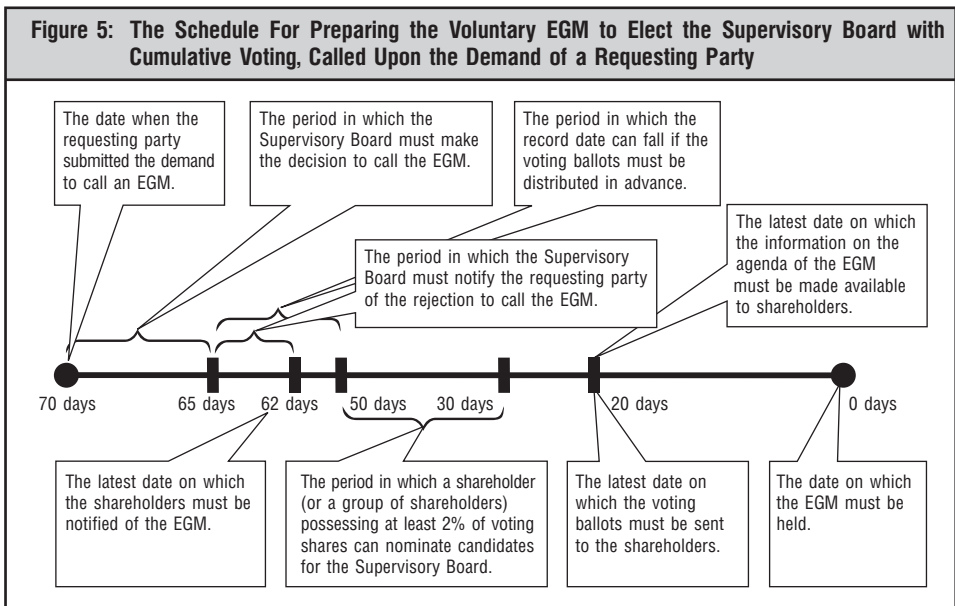 Figure 5: The Schedule For Preparing the Voluntary EGM to Elect the Supervisory Board with
Cumulative Voting, Called Upon the Demand of a Requesting Party
The date when the
requesting party
submitted the demand
to call an EGM.
The period in which the
Supervisory Board must make
the decision to call the EGM.
The period in which the
record date can fall if the
voting ballots must be
distributed in advance.
The period in which the Supervisory
Board must notify the requesting party
of the rejection to call the EGM.
The latest date on which
the information on the
agenda of the EGM
must be made available
to shareholders.
70 days
65 days
62 days
50 days
30 days
20 days
0 days
The latest date on which
the shareholders must be
notified of the EGM.
The period in which a shareholder
(or a group of shareholders)
possessing at least 2% of voting
shares can nominate candidates
for the Supervisory Board.
The latest date on
which the voting
ballots must be sent
to the shareholders.
The date on which
the EGM must be
held.